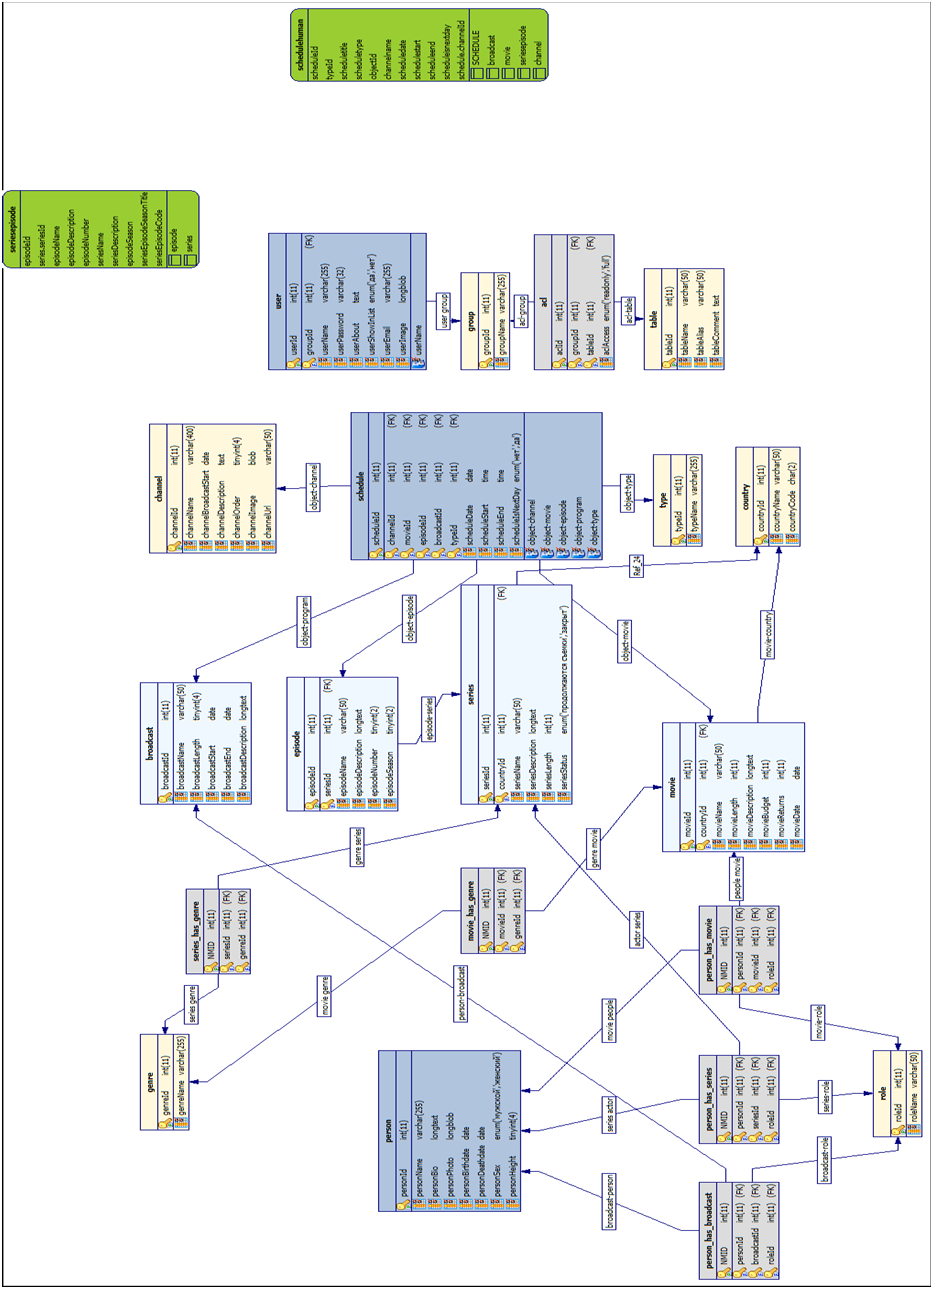 schedulehuman
scheduleId
typeId
scheduletitle
scheduletype
objectId
channelname
scheduledate
schedulestart
scheduleend
scheduleisnextday
schedule.channelId
SCHEDULE
broadcast
movie
seriesepisode
channel
seriesepisode
episodeId
series.seriesId
episodeName
episodeDescription
episodeNumber
seriesName
seriesDescription
episodeSeason
seriesEpisodeSeasonTitle
seriesEpisodeCode
episode
series
user
userId int(11)
groupId int(11) (FK)
userName varchar(255)
userPassword varchar(32)
userAbout text
userShowInList enum('да','нет')
userEmail varchar(255)
userImage longblob
userName
user group
group
groupId int(11)
groupName varchar(255)
acl-group
acl
aclId int(11)
groupId int(11) (FK)
tableId int(11) (FK)
aclAccess enum('readonly','full')
acl-table
table
tableId int(11)
tableName varchar(50)
tableAlias varchar(50)
tableComment text
channel
channelId int(11)
channelName varchar(400)
channelBroadcastStart date
channelDescription text
channelOrder tinyint(4)
channelImage blob
channelUrl varchar(50)
object-channel
schedule
scheduleId int(11)
channelId int(11) (FK)
movieId int(11) (FK)
episodeId int(11) (FK)
broadcastId int(11) (FK)
typeId int(11) (FK)
scheduleDate date
scheduleStart time
scheduleEnd time
scheduleIsNextDay enum('нет','да')
object-channel
object-movie
object-episode
object-program
object-type
object-type
type
typeId int(11)
typeName varchar(255)
country
countryId int(11)
countryName varchar(50)
countryCode char(2)
Ref_24
object-program
object-episode
object-movie
movie-country
broadcast
broadcastId int(11)
broadcastName varchar(50)
broadcastLength tinyint(4)
broadcastStart date
broadcastEnd date
broadcastDescription longtext
episode
episodeId int(11)
seriesId int(11) (FK)
episodeName varchar(50)
episodeDescription longtext
episodeNumber tinyint(2)
episodeSeason tinyint(2)
episode-series
series
seriesId int(11)
countryId int(11) (FK)
seriesName varchar(50)
seriesDescription longtext
seriesLength int(11)
seriesStatus enum('продолжаются съемки','закрыт')
movie
movieId int(11)
countryId int(11) (FK)
movieName varchar(50)
movieLength int(11)
movieDescription longtext
movieBudget int(11)
movieReturns int(11)
movieDate date
genre series
genre movie
people movie
series_has_genre
NMID int(11)
seriesId int(11) (FK)
genreId int(11) (FK)
movie_has_genre
NMID int(11)
movieId int(11) (FK)
genreId int(11) (FK)
actor series
person_has_movie
NMID int(11)
personId int(11) (FK)
movieId int(11) (FK)
roleId int(11) (FK)
series genre
movie genre
person-broadcast
movie people
movie-role
genre
genreId int(11)
genreName varchar(255)
person
personId int(11)
personName varchar(255)
personBio longtext
personPhoto longblob
personBirthdate date
personDeathdate date
personSex enum('мужской','женский')
personHeight tinyint(4)
series actor
person_has_series
NMID int(11)
personId int(11) (FK)
seriesId int(11) (FK)
roleId int(11) (FK)
series-role
role
roleId int(11)
roleName varchar(50)
broadcast-person
broadcast-role
person_has_broadcast
NMID int(11)
personId int(11) (FK)
broadcastId int(11) (FK)
roleId int(11) (FK)